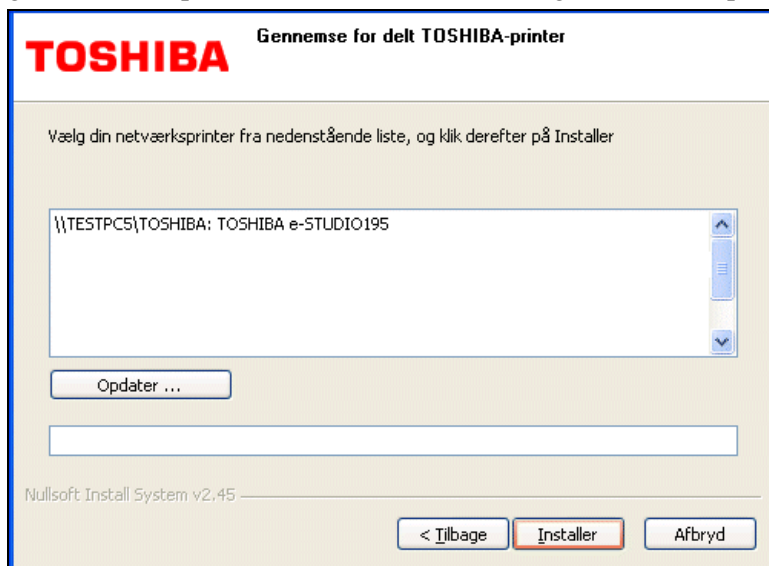 TOSHIBA
Gennemse for delt TOSHIBA-printer
Vælg din netværksprinter fra nedenstående liste, og klik derefter på Installer
\\TESTPC5\TOSHIBA: TOSHIBA e-STUDIO195
Opdater ...
Nullsoft Install System v2.45
< Tilbage
Installer
Afbryd